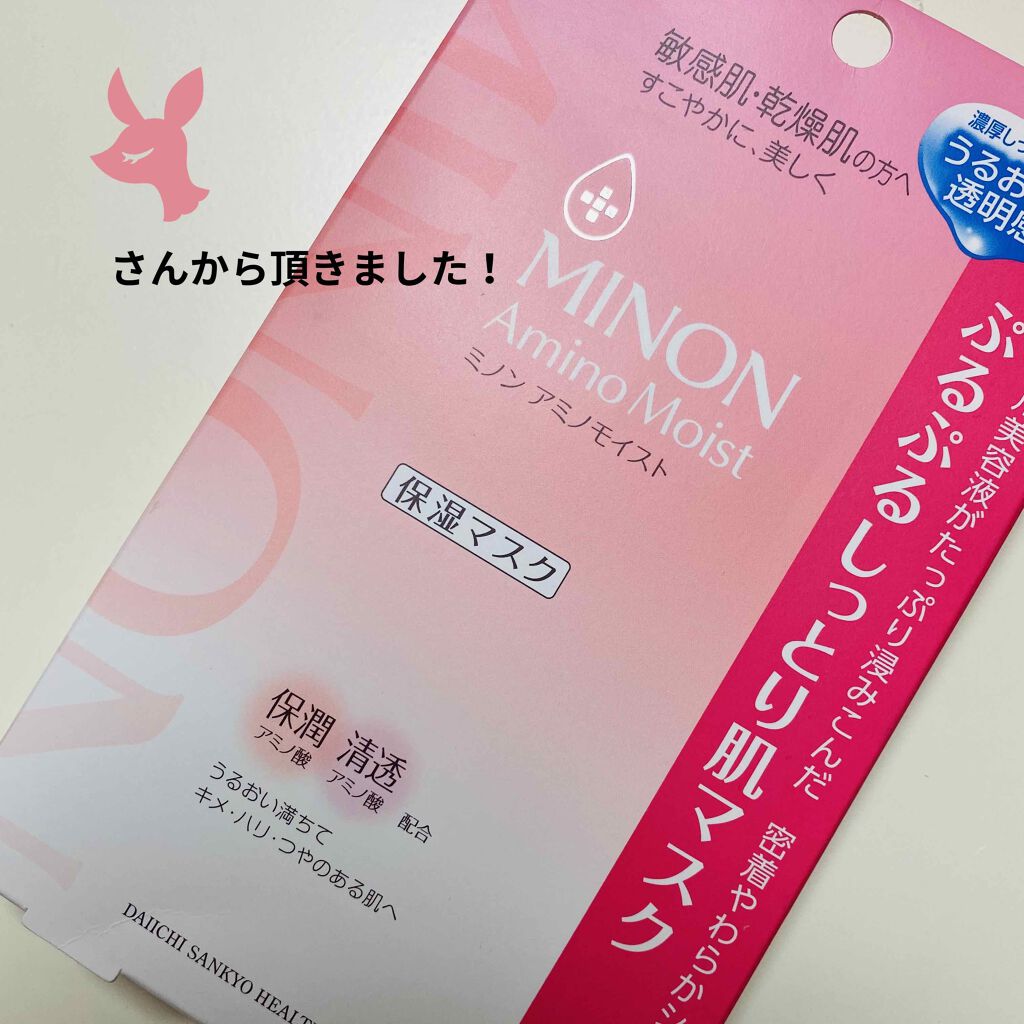 さんから頂きました！
敏感肌・乾燥肌の方へ
すこやかに、美しく
MINON
Amino Moist
ミノン アミノモイスト
保湿マスク
保潤 清透
アミノ酸 アミノ酸 配合
うるおい満ちて
キメ・ハリ・つやのある肌へ
DAIICHI SANKYO
濃厚
うるお
透明感
美容液がたっぷり浸みこんだ 密着やわらか
ぷるぷるしっとり肌マスク
MINON